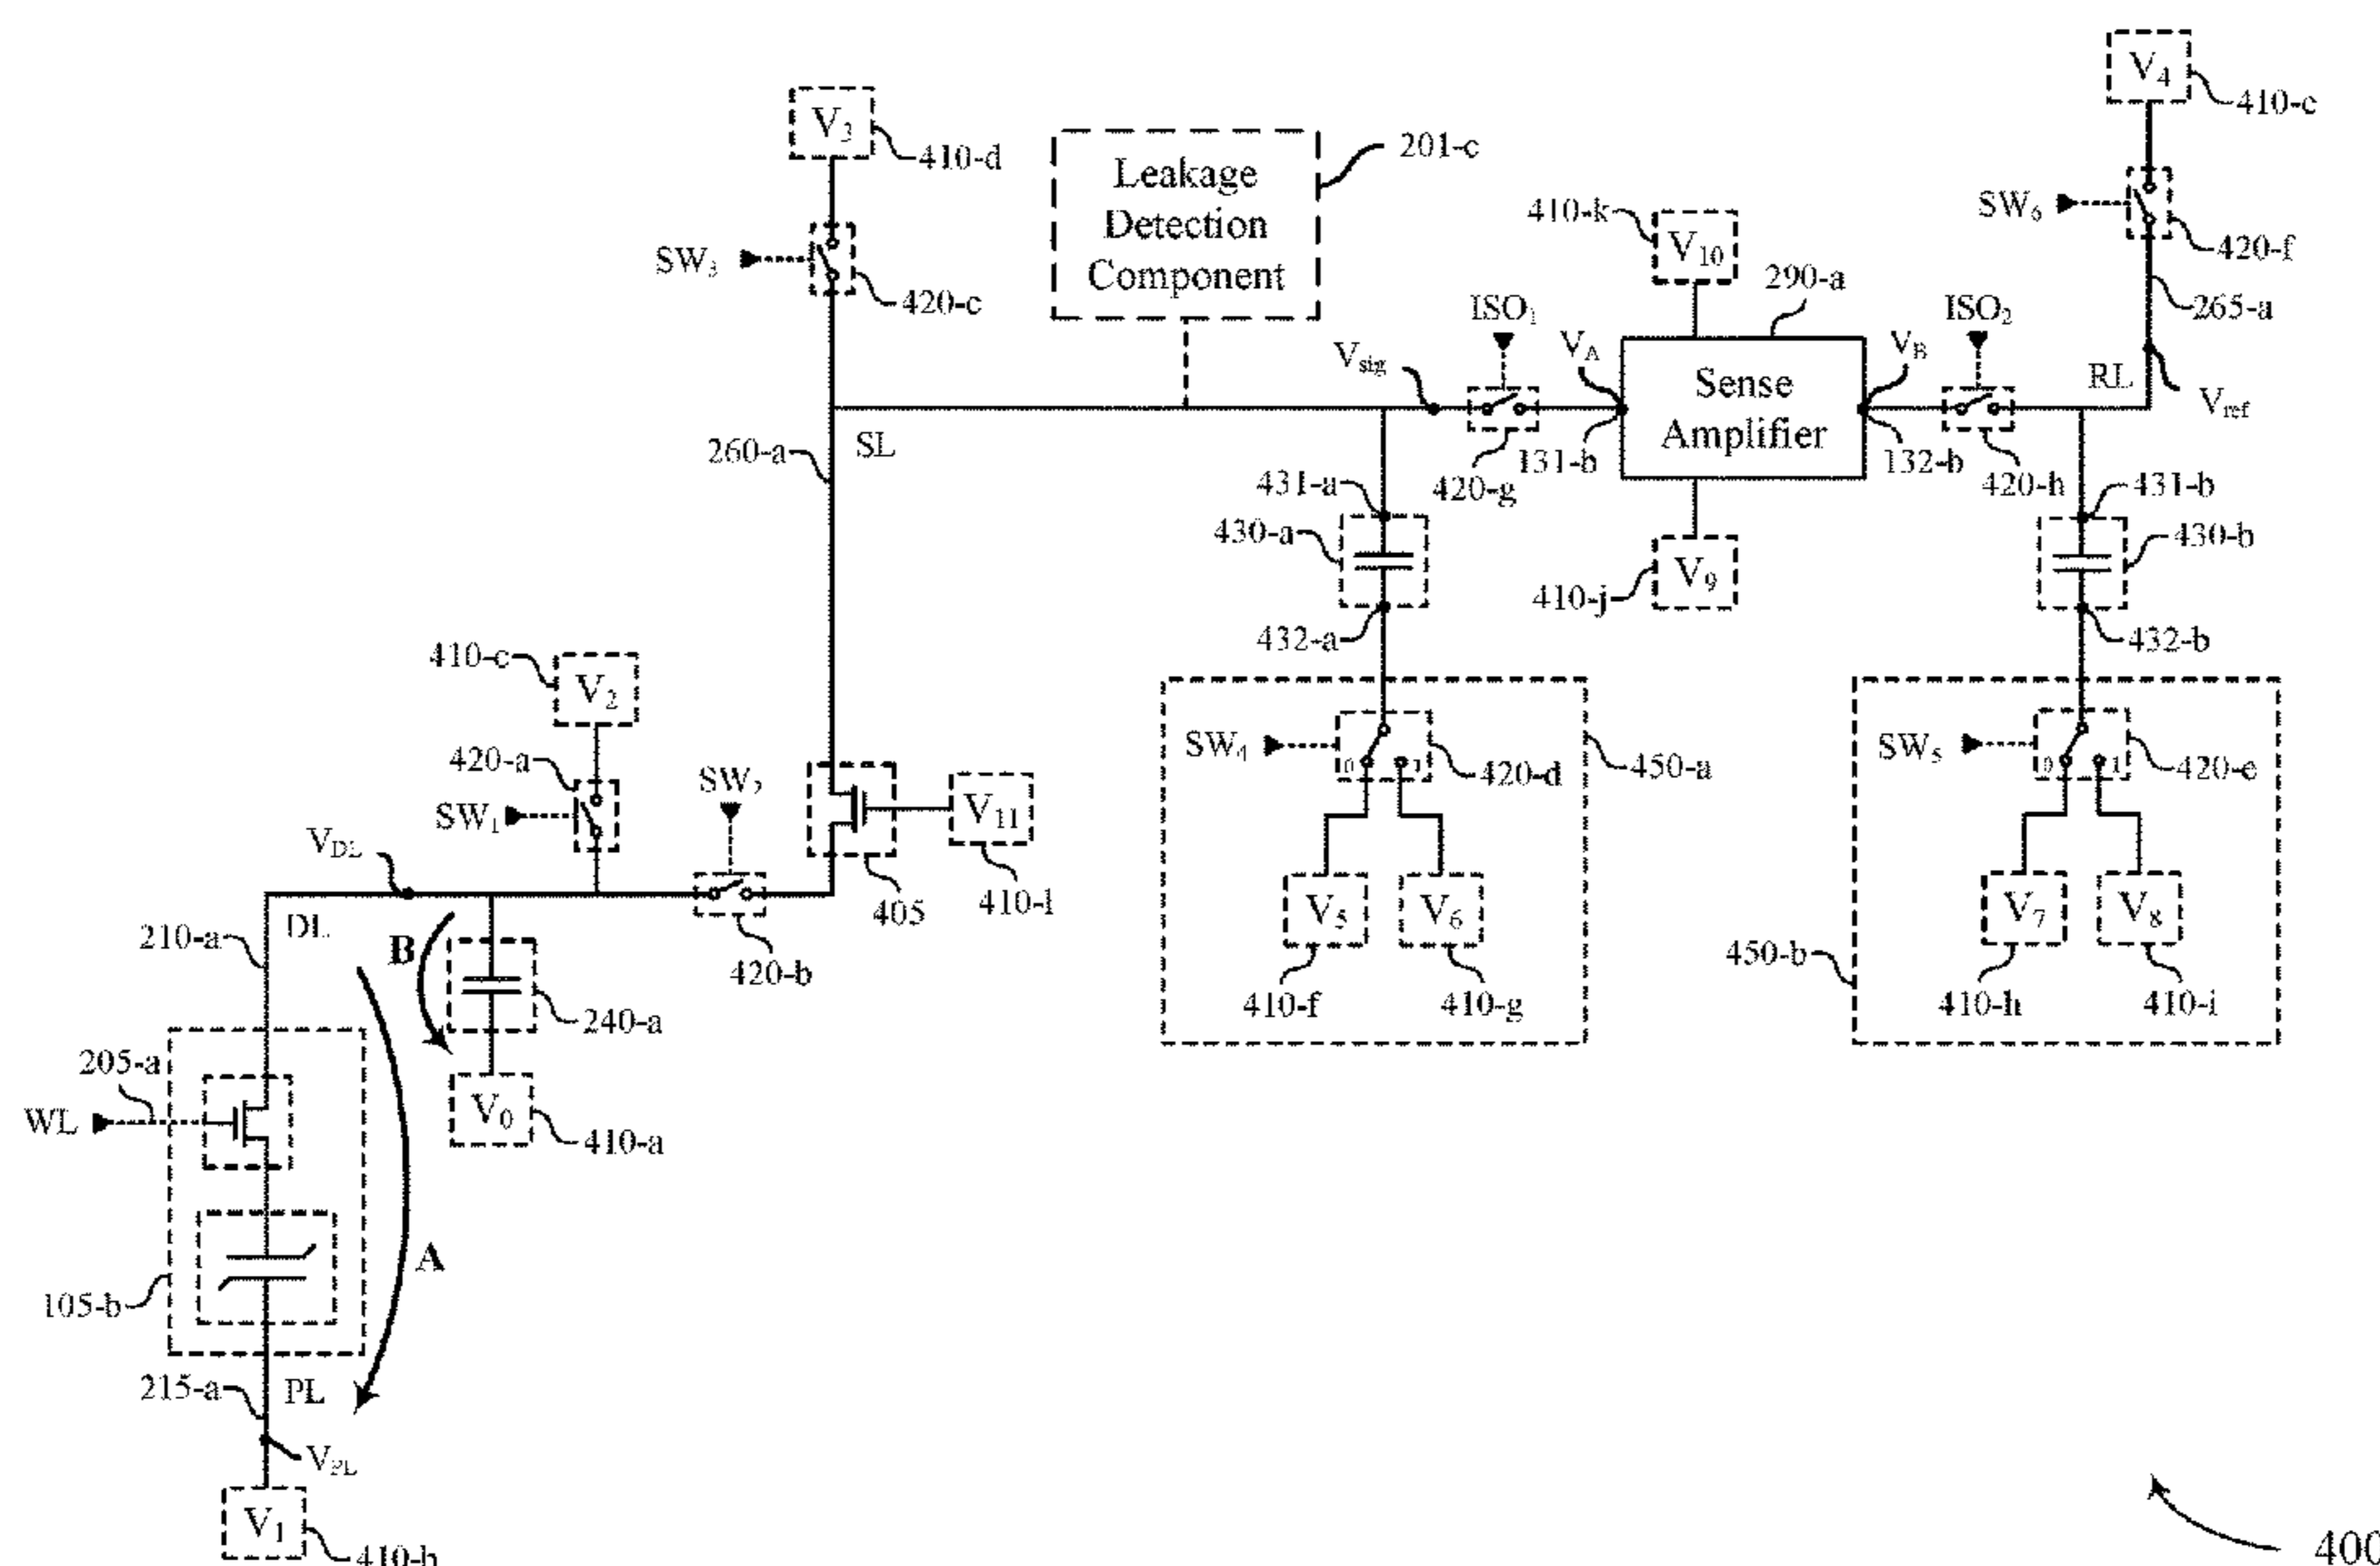 V4
410-e
V3
410-d
Leakage
Detection
Component
201-c
SW6
420-f
410-k
V10
290-a
SW3
420-c
ISO1
ISO2
265-a
Vsig
VA
VB
Sense
Amplifier
RL
Vref
260-a
SL
420-g
131-b
132-b
420-h
431-a
431-b
430-a
430-b
V9
410-j
432-a
432-b
410-c
V2
420-a
SW1
SW2
SW4
0 1
420-d
450-a
SW5
0 1
420-e
V11
410-l
405
VDL
DL
210-a
B
420-b
240-a
V5
V6
410-f
410-g
V7
V8
410-h
410-i
450-b
205-a
WL
V0
410-a
A
105-b
215-a
PL
VPL
V1
410-b
400